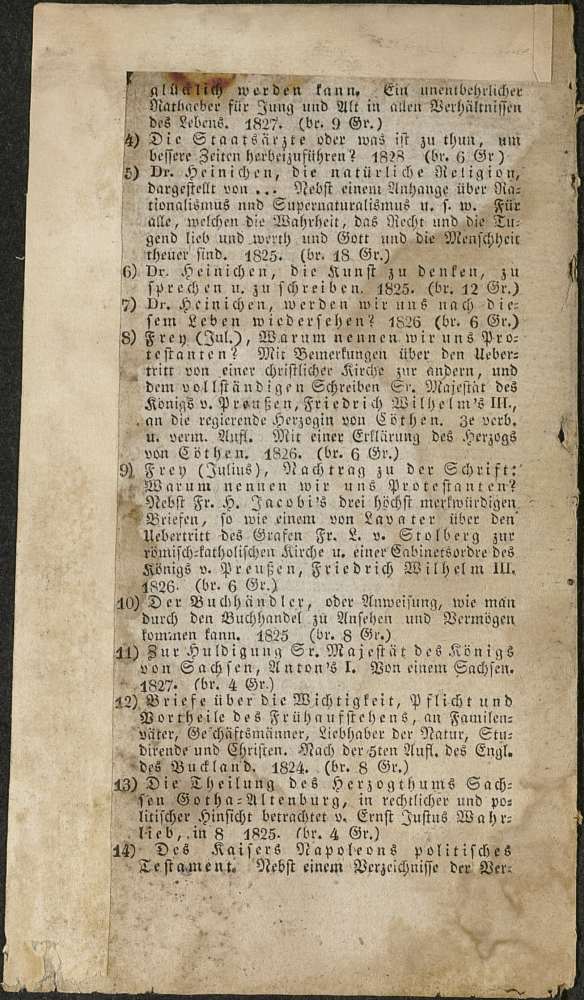 glücklich werden kann. Ein unentbehrlicher
Rathgeber für Jung und Alt in allen Verhältnissen
des Lebens. 1827. (br. 9 Gr.)
4) Die Staatsärzte oder was ist zu thun, um
bessere Zeiten herbeizuführen? 1828 (br. 6 Gr)
5) Dr. Heinichen, die natürliche Religion,
dargestellt von ... Nebst einem Anhange über Ra⸗
tionalismus und Supernaturalismus u. s. w. Für
alle, welchen die Wahrheit, das Recht und die Tu⸗
gend lieb und werth und Gott und die Menschheit
theuer sind. 1825. (br. 18 Gr.)
6) Dr. Heinichen, die Kunst zu denken, zu
sprechen u. zu schreiben. 1825. (br. 12 Gr.)
7) Dr. Heinichen, werden wir uns nach die⸗
sem Leben wiedersehen? 1826 (br. 6 Gr.)
8) Frey (Jul.), Warum nennen wir uns Pro⸗
testanten? Mit Bemerkungen über den Ueber⸗
tritt von einer christlicher Kirche zur andern, und
dem vollständigen Schreiben Sr. Majestät des
Königs v. Preußen, Friedrich Wilhelm's III.,
an die regierende Herzogin von Cöthen. 3e verb.
u. verm. Aufl. Mit einer Erklärung des Herzogs
von Cöthen. 1826. (br. 6 Gr.)
9) Frey (Julius), Nachtrag zu der Schrift:
Warum nennen wir uns Protestanten?
Nebst Fr. H. Jacobi's drei höchst merkwürdigen
Briefen, so wie einem von Lavater über den
Uebertritt des Grafen Fr. L. v. Stolberg zur
römisch⸗katholischen Kirche u. einer Cabinetsordre des
Königs v. Preußen, Friedrich Wilhelm III.
1826. (br. 6 Gr.)
10) Der Buchhändler, oder Anweisung, wie man
durch den Buchhandel zu Ansehen und Vermögen
kommen kann. 1825 (br. 8 Gr.)
11) Zur Huldigung Sr. Majestät des Königs
von Sachsen, Anton's I. Von einem Sachsen.
1827. (br. 4 Gr.)
12) Briefe über die Wichtigkeit, Pflicht und
Vortheile des Frühaufstehens, an Familen⸗
väter, Geschäftsmänner, Liebhaber der Natur, Stu⸗
dirende und Christen. Nach der 5ten Aufl. des Engl.
des Buckland. 1824. (br. 8 Gr.)
13) Die Theilung des Herzogthums Sach⸗
sen Gotha⸗Altenburg, in rechtlicher und po⸗
litischer Hinsicht betrachtet v. Ernst Justus Wahr⸗
lieb, in 8 1825. (br. 4 Gr.)
14) Des Kaisers Napoleons politisches
Testament. Nebst einem Verzeichnisse der Ver⸗